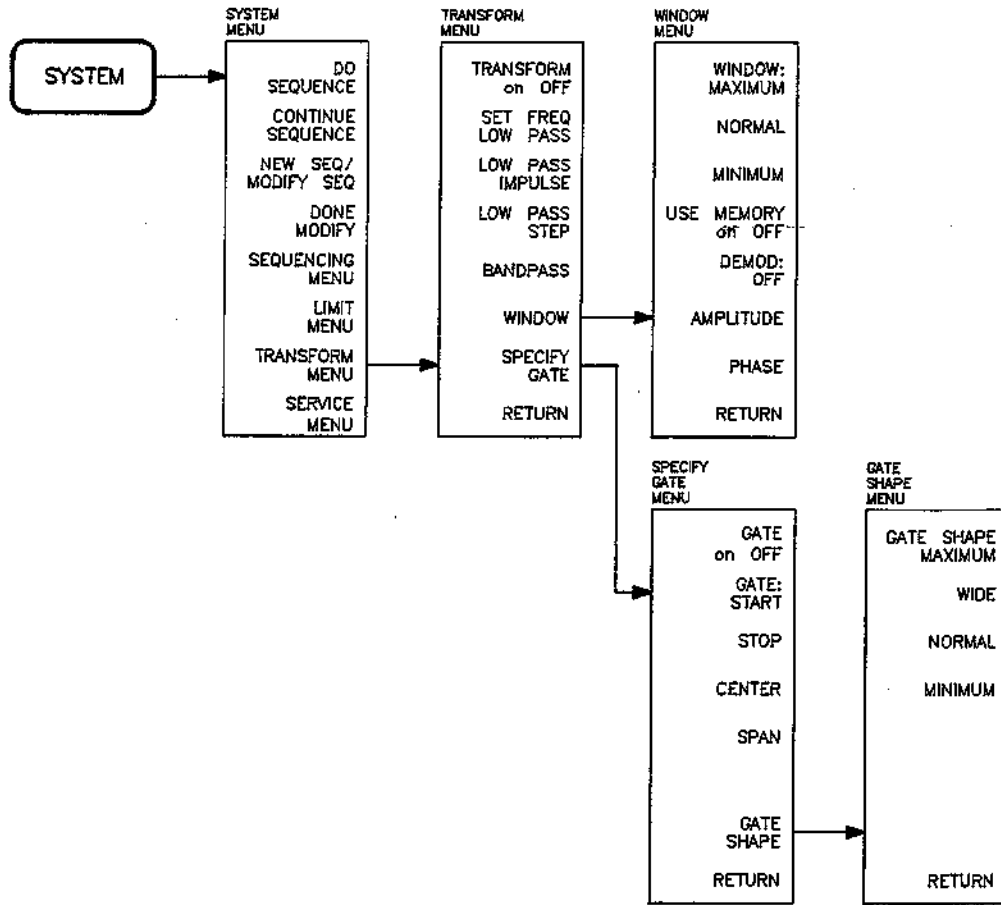 SYSTEM
SYSTEM
MENU
DO
SEQUENCE
CONTINUE
SEQUENCE
NEW SEQ/
MODIFY SEQ
DONE
MODIFY
SEQUENCING
MENU
LIMIT
MENU
TRANSFORM
MENU
SERVICE
MENU
TRANSFORM
MENU
TRANSFORM
on OFF
SET FREQ
LOW PASS
LOW PASS
IMPULSE
LOW PASS
STEP
BANDPASS
WINDOW
SPECIFY
GATE
RETURN
WINDOW
MENU
WINDOW:
MAXIMUM
NORMAL
MINIMUM
USE MEMORY
on OFF
DEMOD:
OFF
AMPLITUDE
PHASE
RETURN
SPECIFY
GATE
MENU
GATE
on OFF
GATE:
START
STOP
CENTER
SPAN
GATE
SHAPE
RETURN
GATE
SHAPE
MENU
GATE SHAPE
MAXIMUM
WIDE
NORMAL
MINIMUM
RETURN